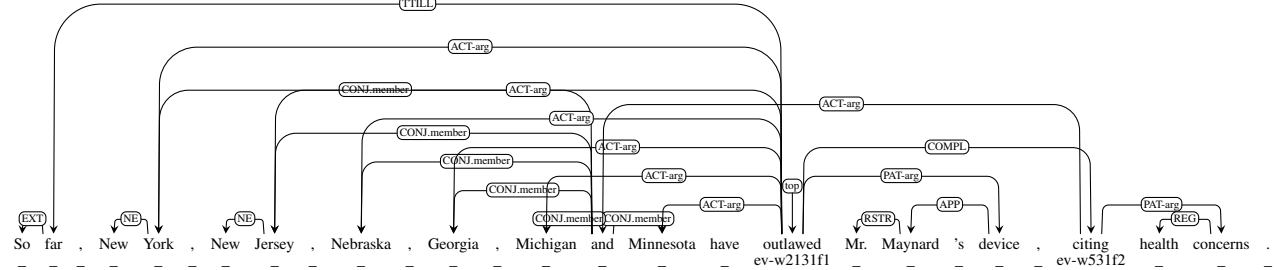 TTILL
ACT-arg
CONJ.member ACT-arg
ACT-arg
ACT-arg
CONJ.member
ACT-arg COMPL
CONJ.member
ACT-arg top PAT-arg
CONJ.member
ACT-arg APP PAT-arg
EXT NE NE CONJ.member CONJ.member RSTR REG
So far , New York , New Jersey , Nebraska , Georgia , Michigan and Minnesota have outlawed Mr. Maynard 's device , citing health concerns .
ev-w2131f1 ev-w531f2
_ _ _ _ _ _ _ _ _ _ _ _ _ _ _ _ _ _ _ _ _ _ _ _